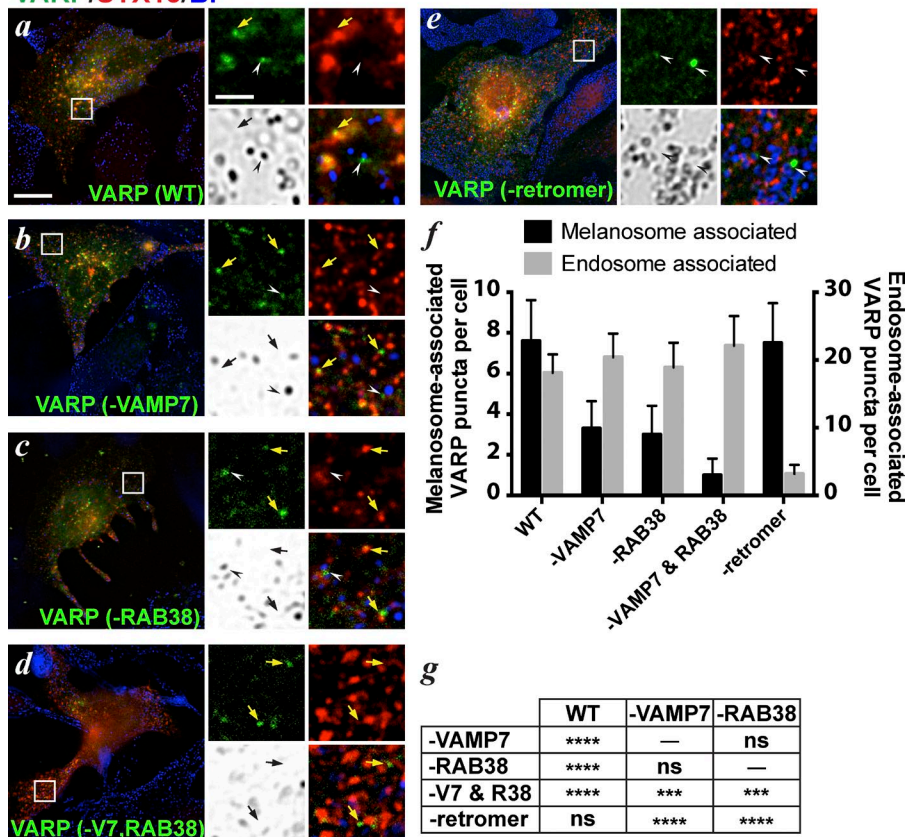 a
VARP (WT)
b
VARP (-VAMP7)
c
VARP (-RAB38)
d
VARP (-V7,RAB38)
e
VARP (-retromer)
f
Melanosome associated
Endosome associated
Melanosome-associated
VARP puncta per cell
10
8
6
4
2
0
30
20
10
0
Endosome-associated
VARP puncta per cell
WT
-VAMP7
-RAB38
-VAMP7 & RAB38
-retromer
g
WT -VAMP7 -RAB38
-VAMP7 **** — ns
-RAB38 **** ns —
-V7 & R38 **** *** ***
-retromer ns **** ****